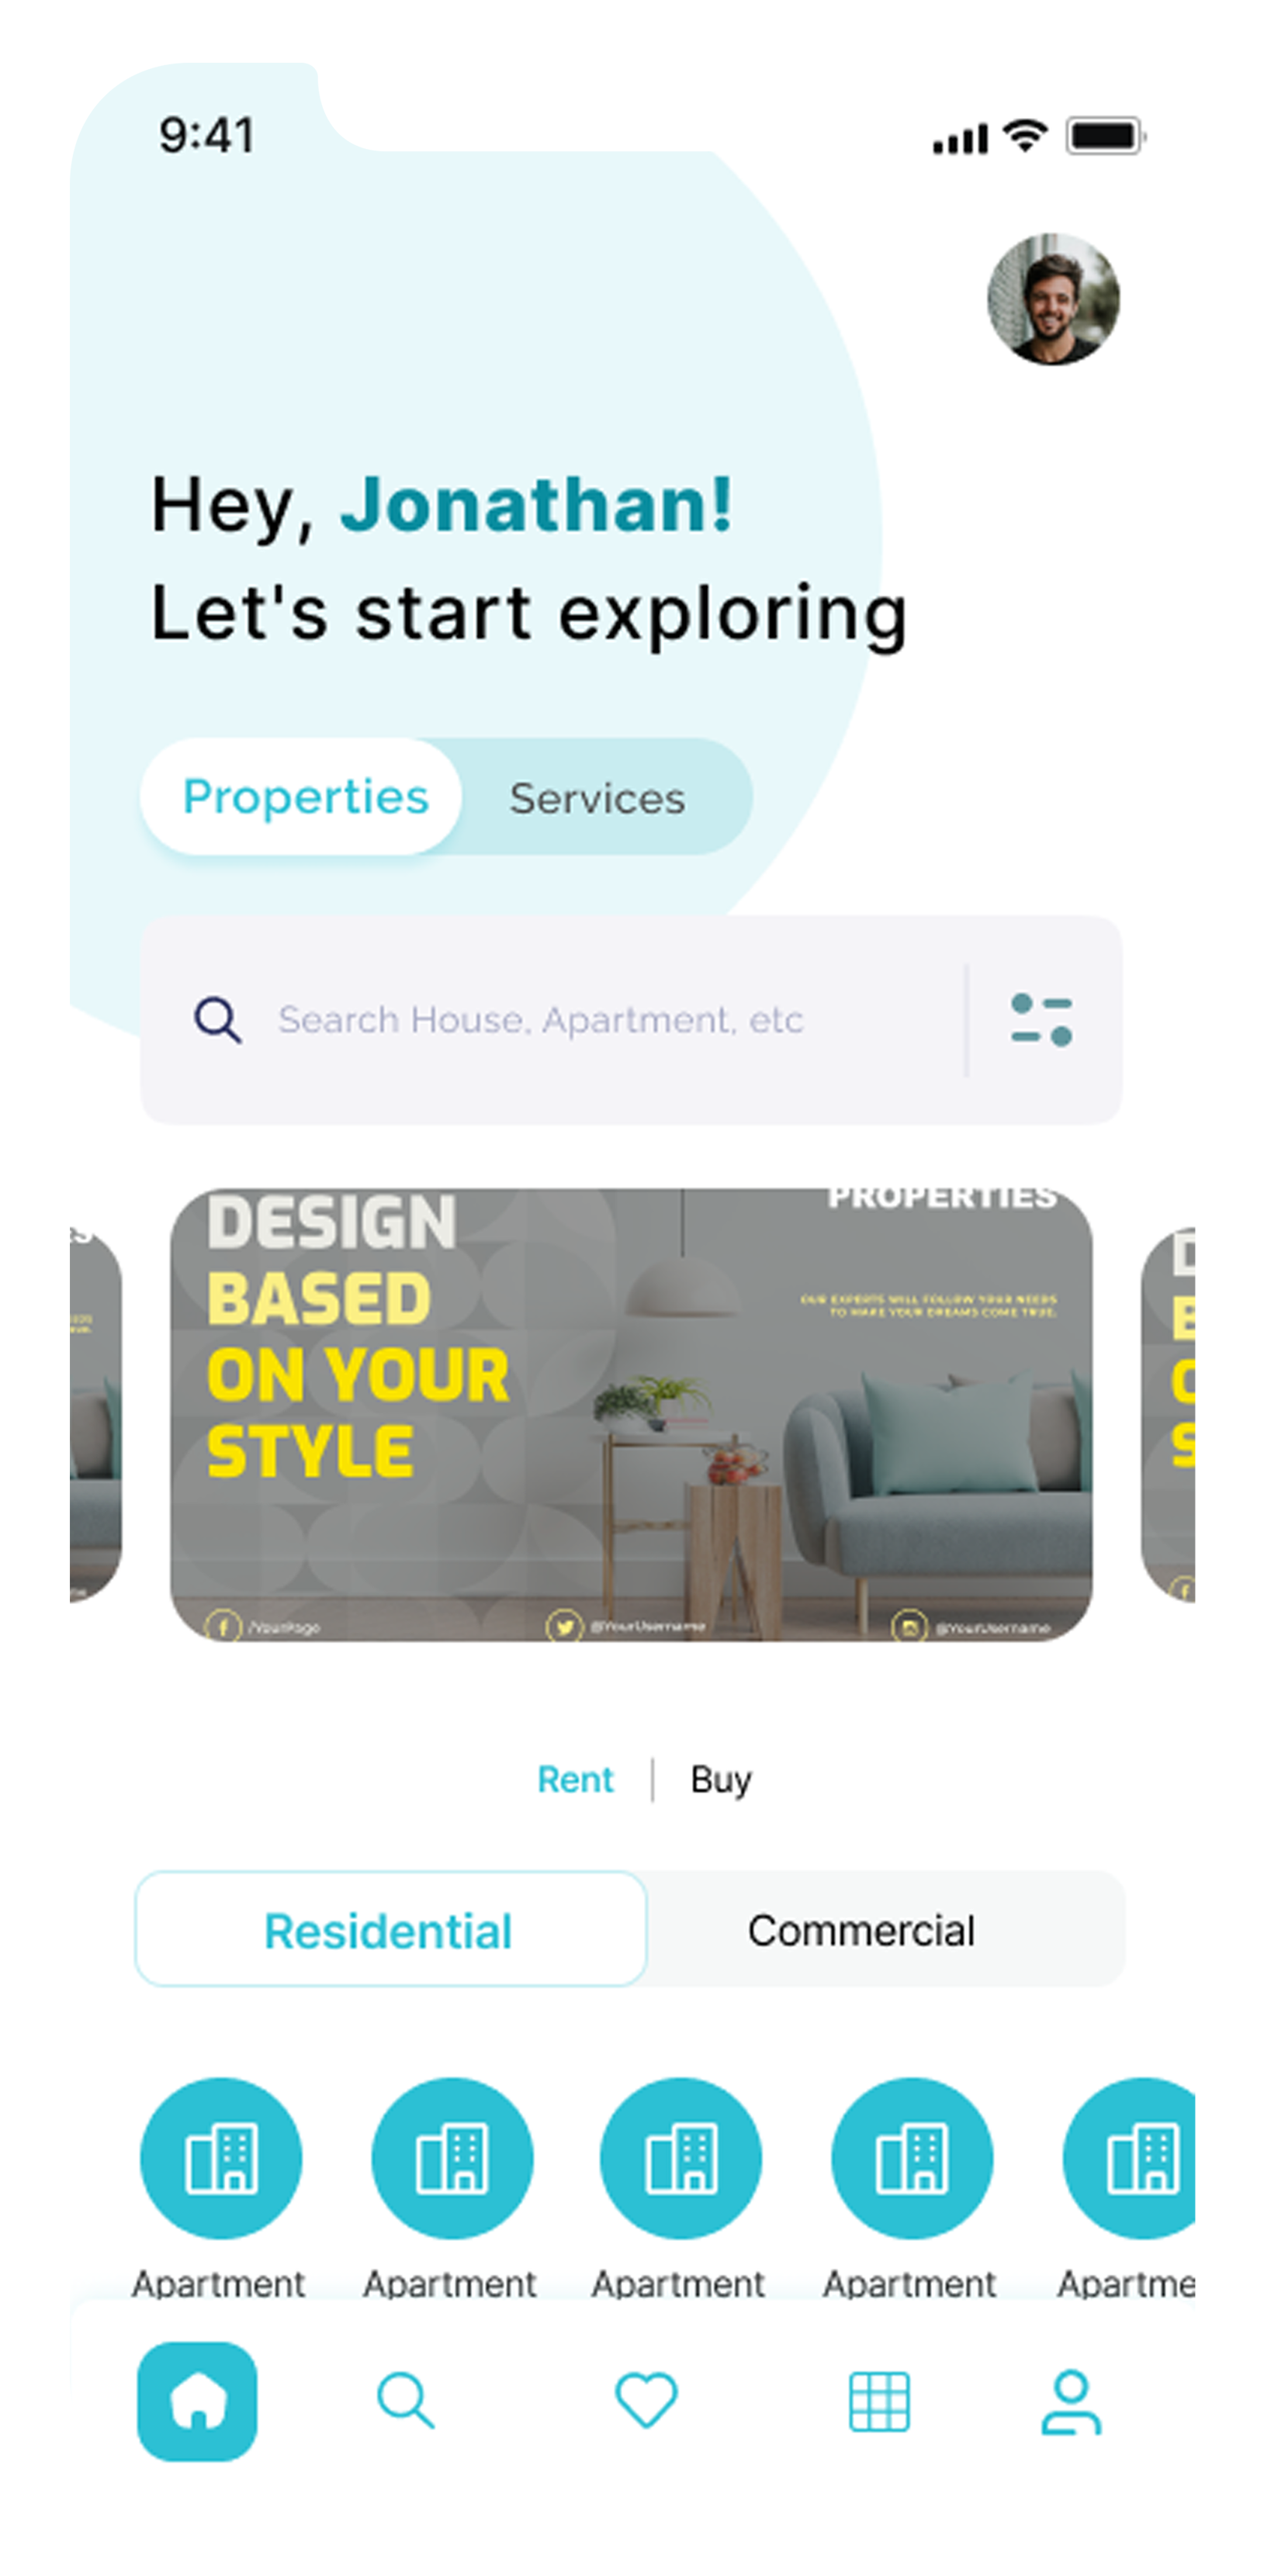 9:41
Hey, Jonathan!
Let's start exploring
Properties
Services
Search House, Apartment, etc
DESIGN
BASED
ON YOUR
STYLE
PROPERTIES
OUR EXPERTS WILL FOLLOW YOUR NEEDS
TO MAKE YOUR DREAMS COME TRUE.
/YourPage
@YourUsername
@YourUsername
Rent | Buy
Residential
Commercial
Apartment
Apartment
Apartment
Apartment
Apartme